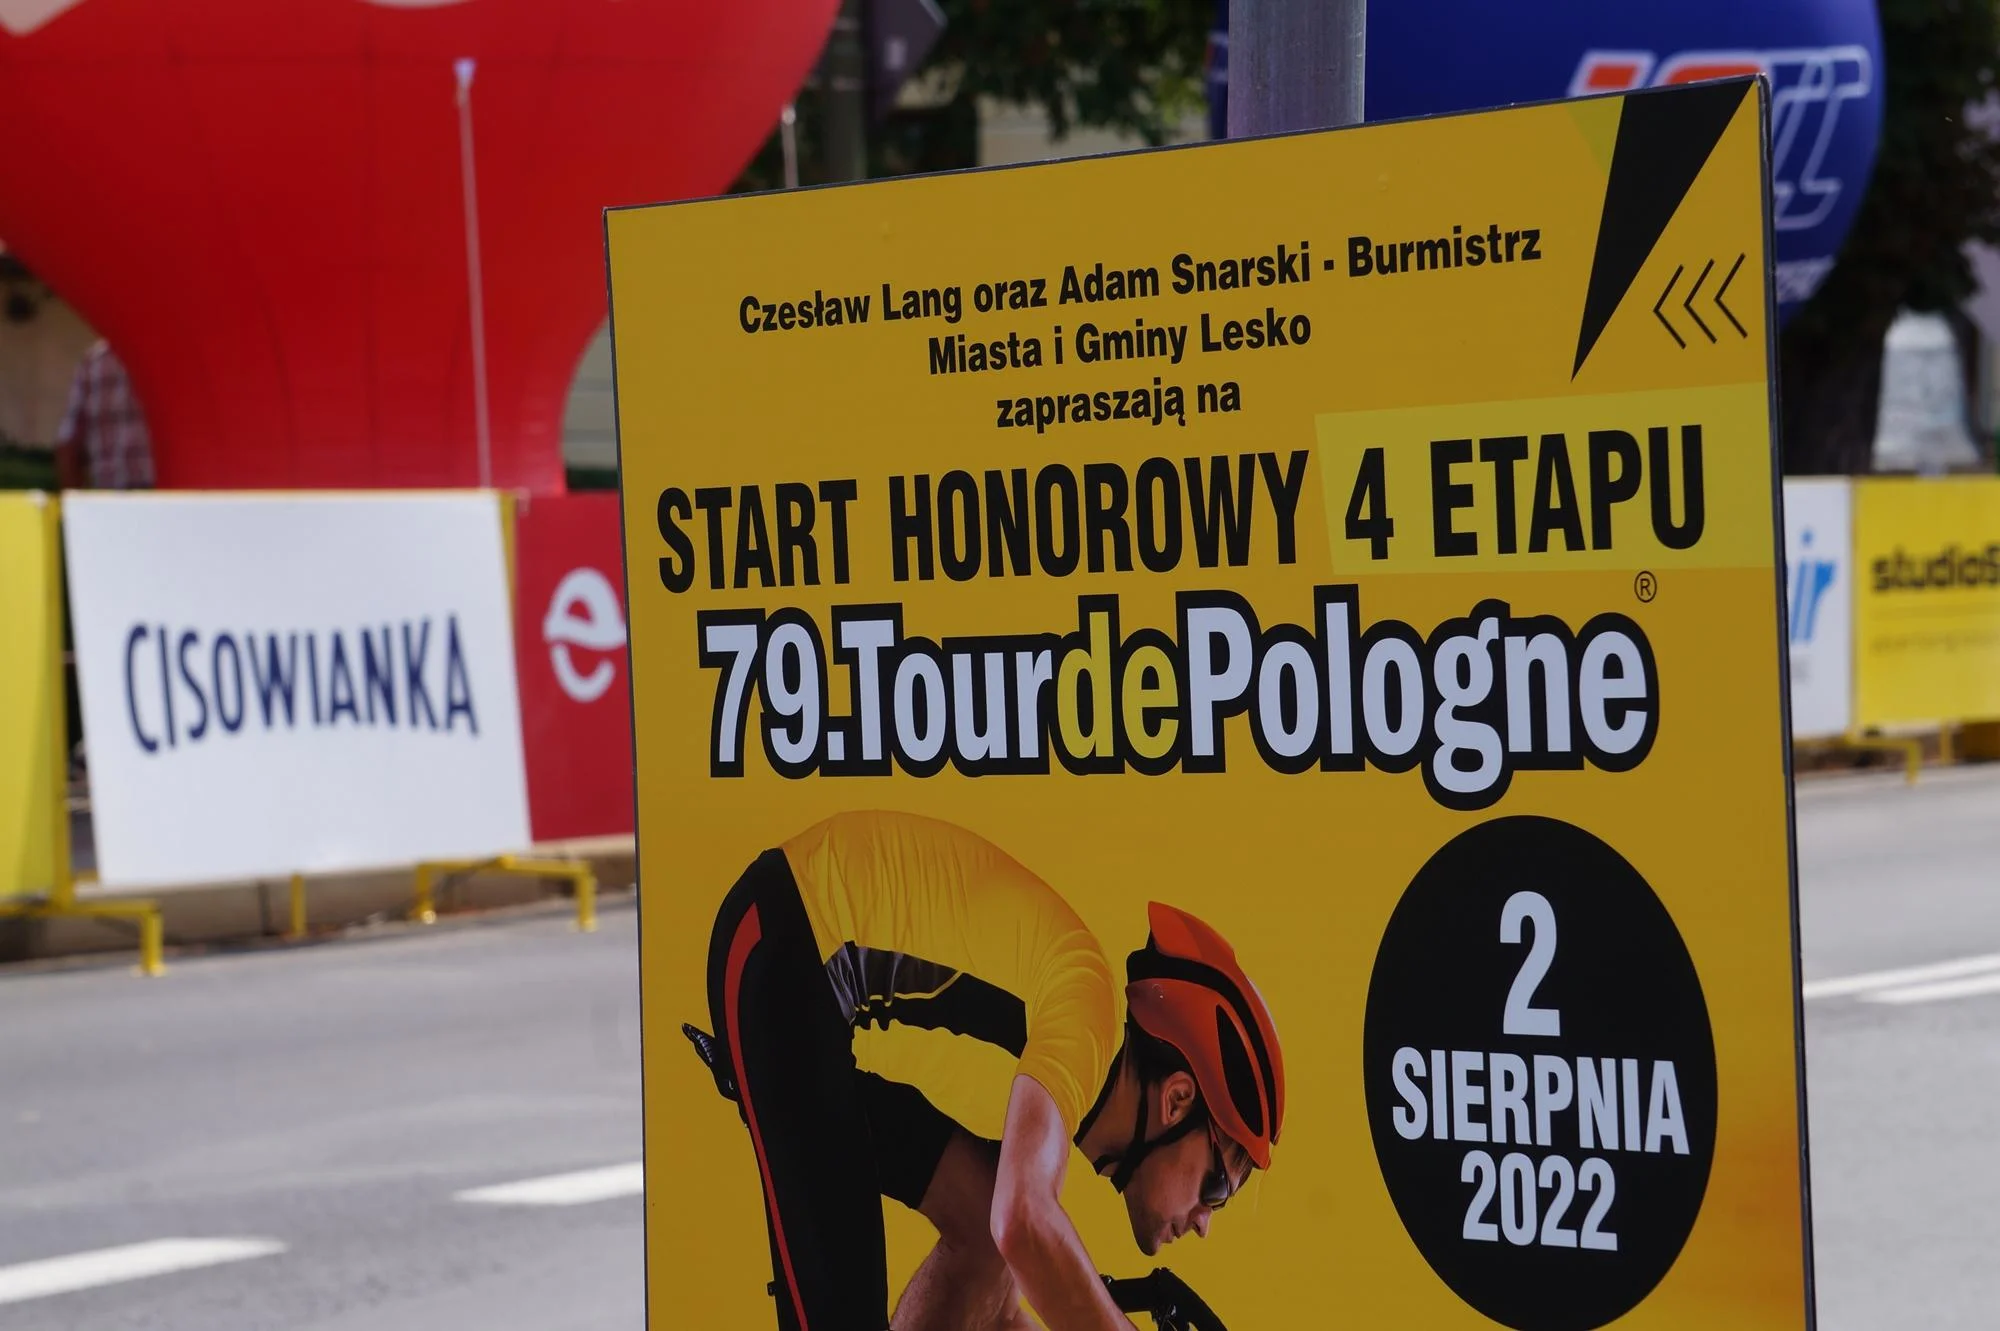 Czesław Lang oraz Adam Snarski - Burmistrz
Miasta i Gminy Lesko
zapraszają na
START HONOROWY 4 ETAPU
79.TourdePologne®
2
SIERPNIA
2022
CISOWIANKA
e